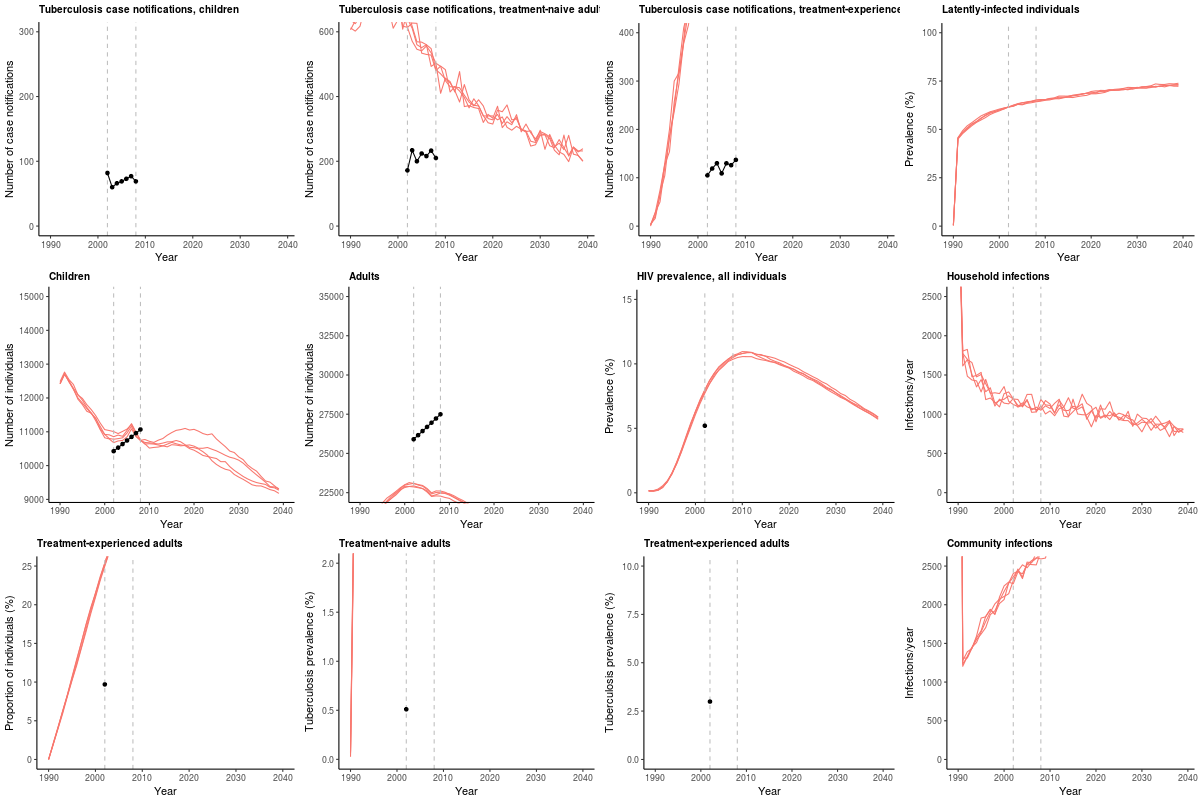 Tuberculosis case notifications, children
Number of case notifications
300
200
100
0
1990 2000 2010 2020 2030 2040
Year
Tuberculosis case notifications, treatment-naive adul
Number of case notifications
600
400
200
0
1990 2000 2010 2020 2030 2040
Year
Tuberculosis case notifications, treatment-experience
Number of case notifications
400
300
200
100
0
1990 2000 2010 2020 2030 2040
Year
Latently-infected individuals
Prevalence (%)
100
75
50
25
0
1990 2000 2010 2020 2030 2040
Year
Children
Number of individuals
15000
14000
13000
12000
11000
10000
9000
1990 2000 2010 2020 2030 2040
Year
Adults
Number of individuals
35000
32500
30000
27500
25000
22500
1990 2000 2010 2020 2030 2040
Year
HIV prevalence, all individuals
Prevalence (%)
15
10
5
0
1990 2000 2010 2020 2030 2040
Year
Household infections
Infections/year
2500
2000
1500
1000
500
0
1990 2000 2010 2020 2030 2040
Year
Treatment-experienced adults
Proportion of individuals (%)
25
20
15
10
5
0
1990 2000 2010 2020 2030 2040
Year
Treatment-naive adults
Tuberculosis prevalence (%)
2.0
1.5
1.0
0.5
0.0
1990 2000 2010 2020 2030 2040
Year
Treatment-experienced adults
Tuberculosis prevalence (%)
10.0
7.5
5.0
2.5
0.0
1990 2000 2010 2020 2030 2040
Year
Community infections
Infections/year
2500
2000
1500
1000
500
0
1990 2000 2010 2020 2030 2040
Year